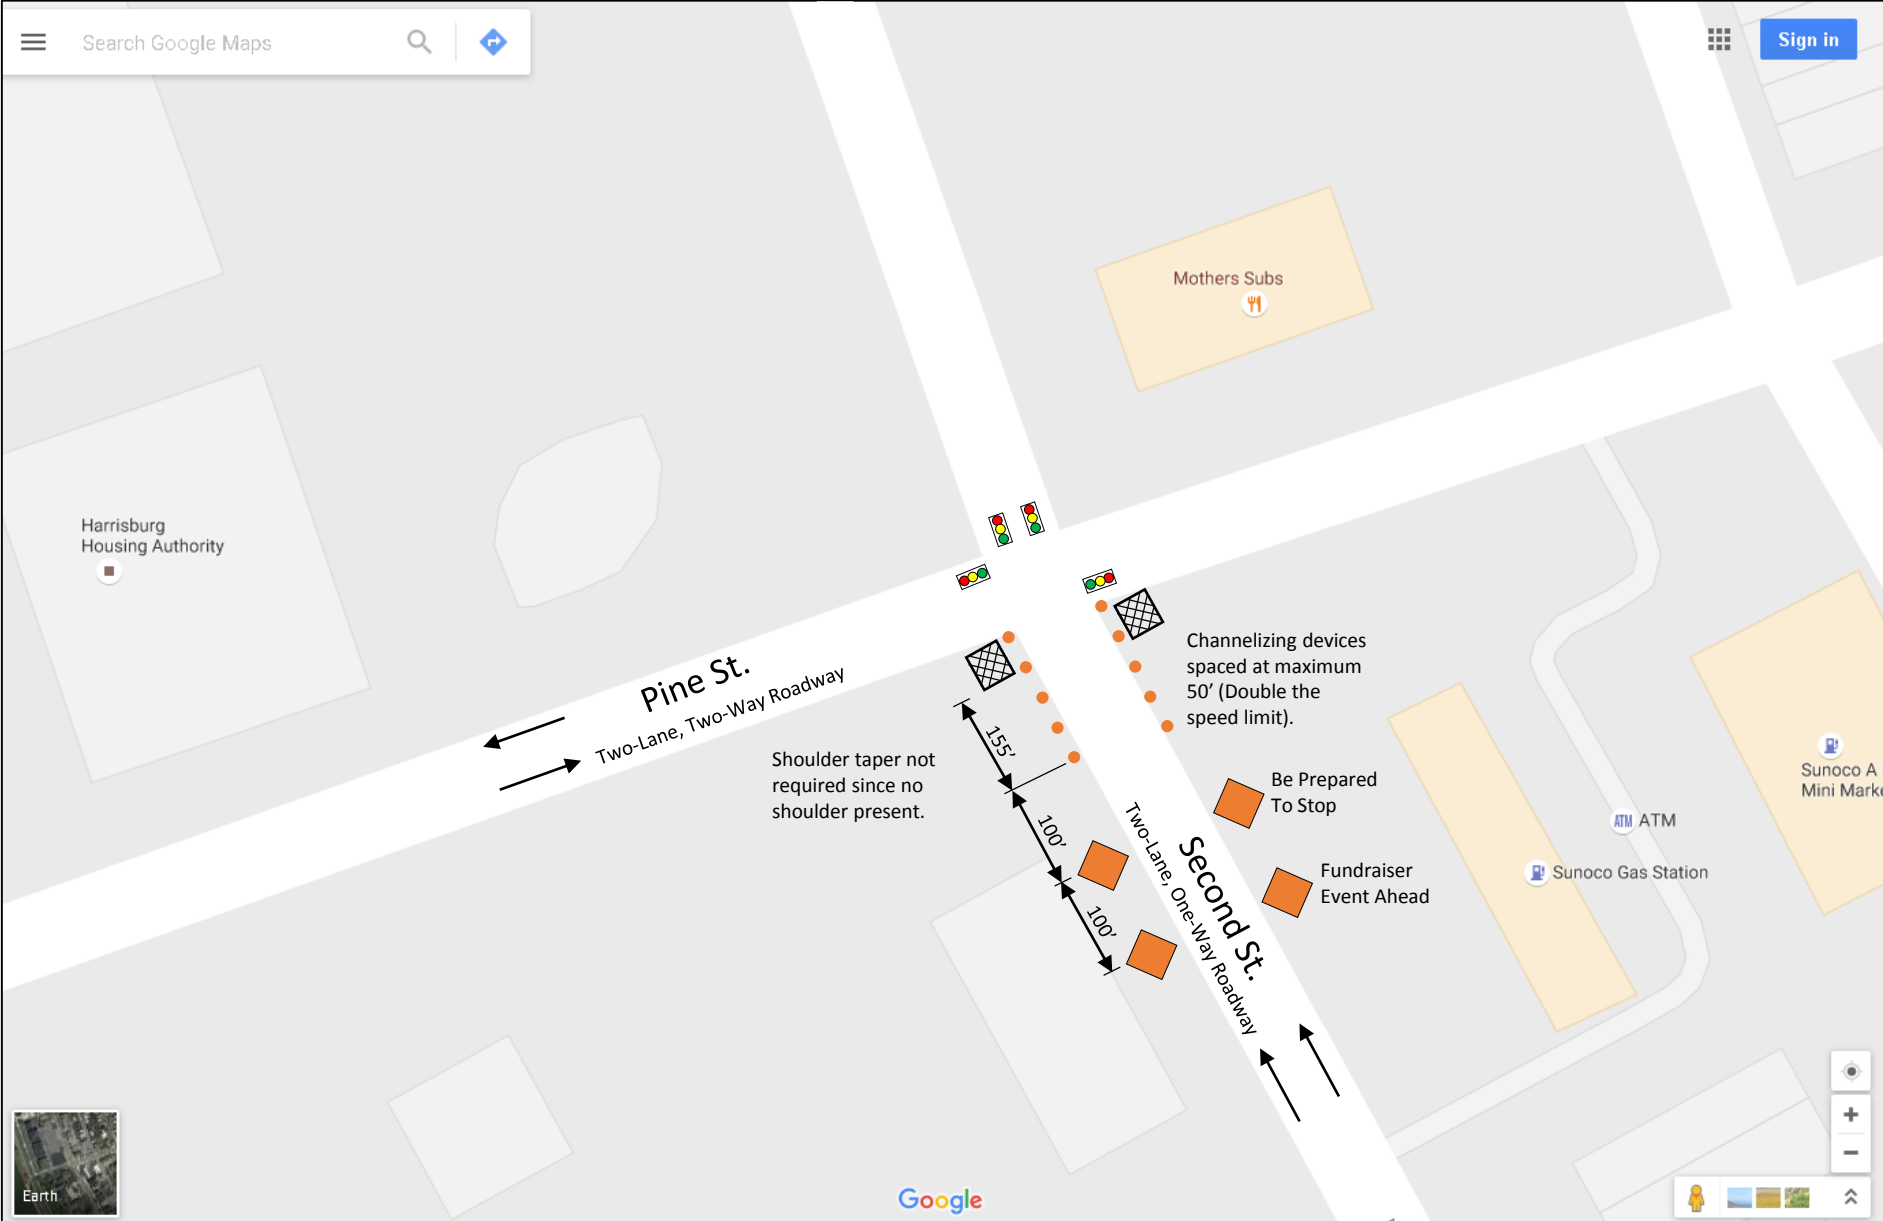 Search Google Maps
Sign in
Mothers Subs
Harrisburg
Housing Authority
Pine St.
Two-Lane, Two-Way Roadway
Channelizing devices
spaced at maximum
50’ (Double the
speed limit).
Shoulder taper not
required since no
shoulder present.
155’
100’
100’
Be Prepared
To Stop
Fundraiser
Event Ahead
Second St.
Two-Lane, One-Way Roadway
Sunoco A
Mini Marke
ATM ATM
Sunoco Gas Station
Earth
Google